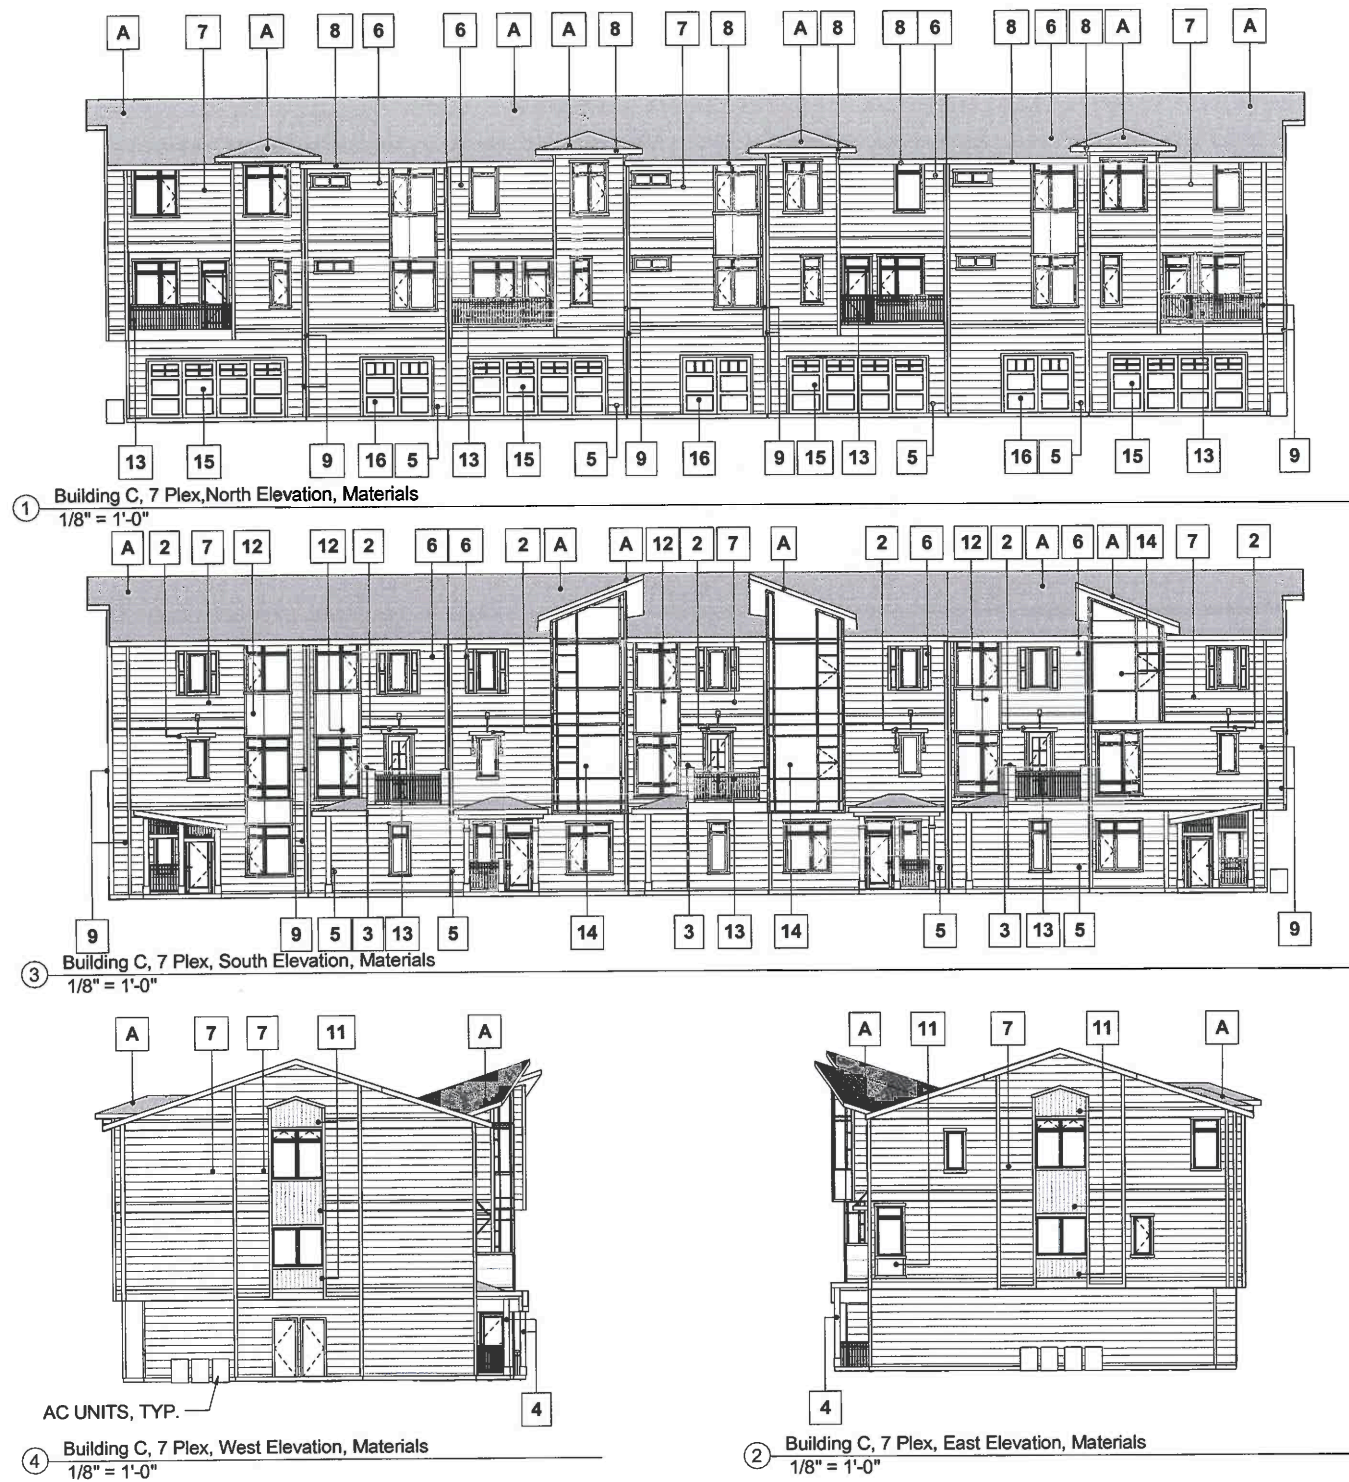 A 7 A 8 6 6 A A 8 7 8 A 8 8 6 8 6 8 A 7 A
13 15 9 16 5 13 15 5 9 16 9 15 13 5 16 5 15 13 9
1 Building C, 7 Plex,North Elevation, Materials
1/8" = 1'-0"
A 2 7 12 12 2 6 6 2 A A 12 2 7 A 2 6 12 2 A 6 A 14 7 2
9 9 5 3 13 5 14 3 13 14 5 3 13 5 9
3 Building C, 7 Plex, South Elevation, Materials
1/8" = 1'-0"
A 7 7 11 A
AC UNITS, TYP.
4
4 Building C, 7 Plex, West Elevation, Materials
1/8" = 1'-0"
A 11 7 11 A
4
2 Building C, 7 Plex, East Elevation, Materials
1/8" = 1'-0"